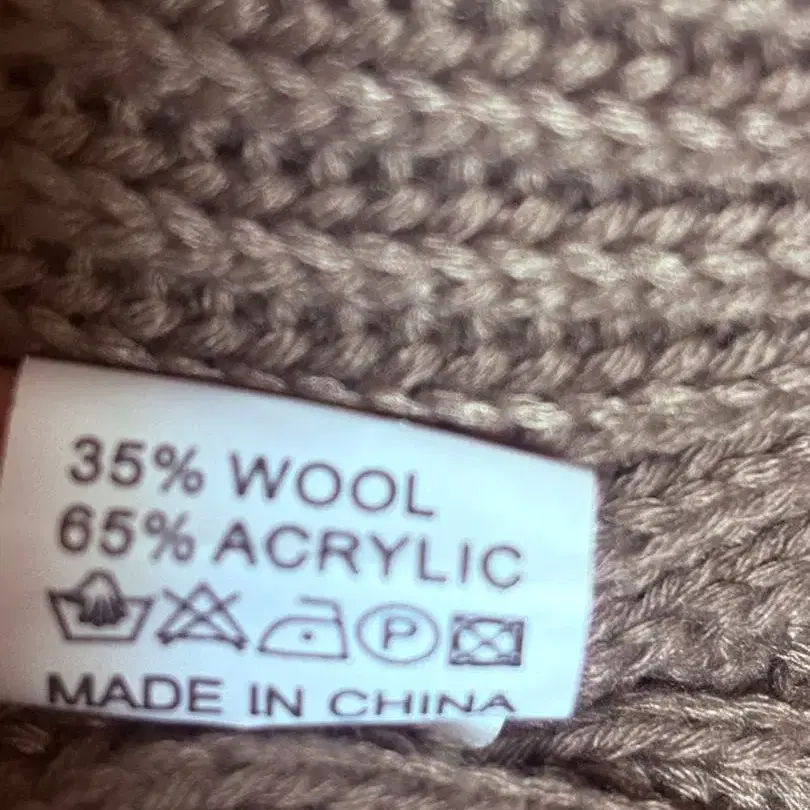 35% WOOL
65% ACRYLIC
P
MADE IN CHINA